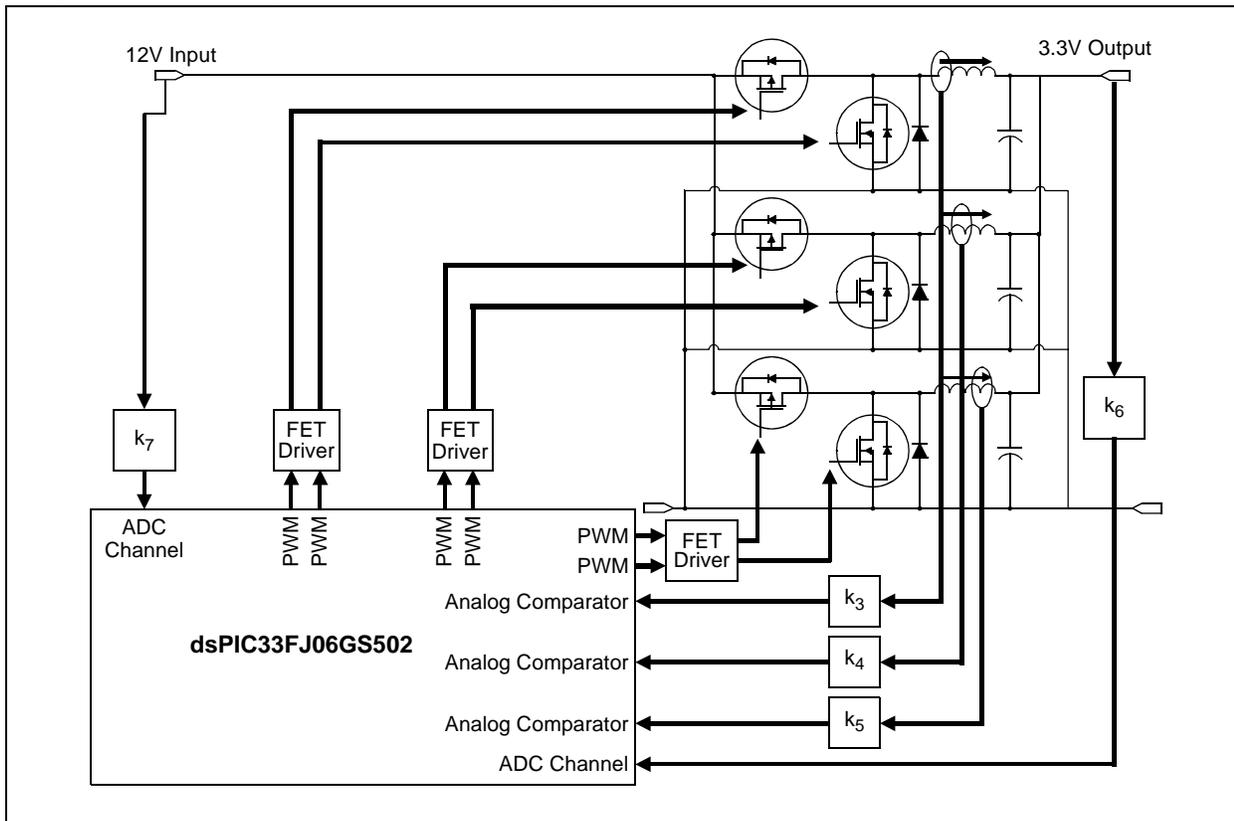 12V Input
3.3V Output
k7
FET
Driver
FET
Driver
k6
ADC
Channel
PWM
PWM
PWM
PWM
PWM
PWM
FET
Driver
Analog Comparator
k3
dsPIC33FJ06GS502
Analog Comparator
k4
Analog Comparator
k5
ADC Channel